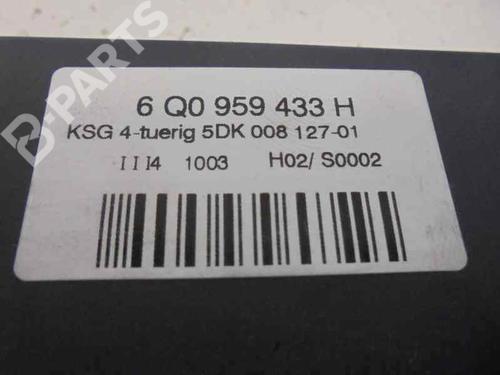 B-PARTS
6 Q0 959 433 H
KSG 4-tuerig 5DK 008 127-01
III4 1003 H02/ S0002